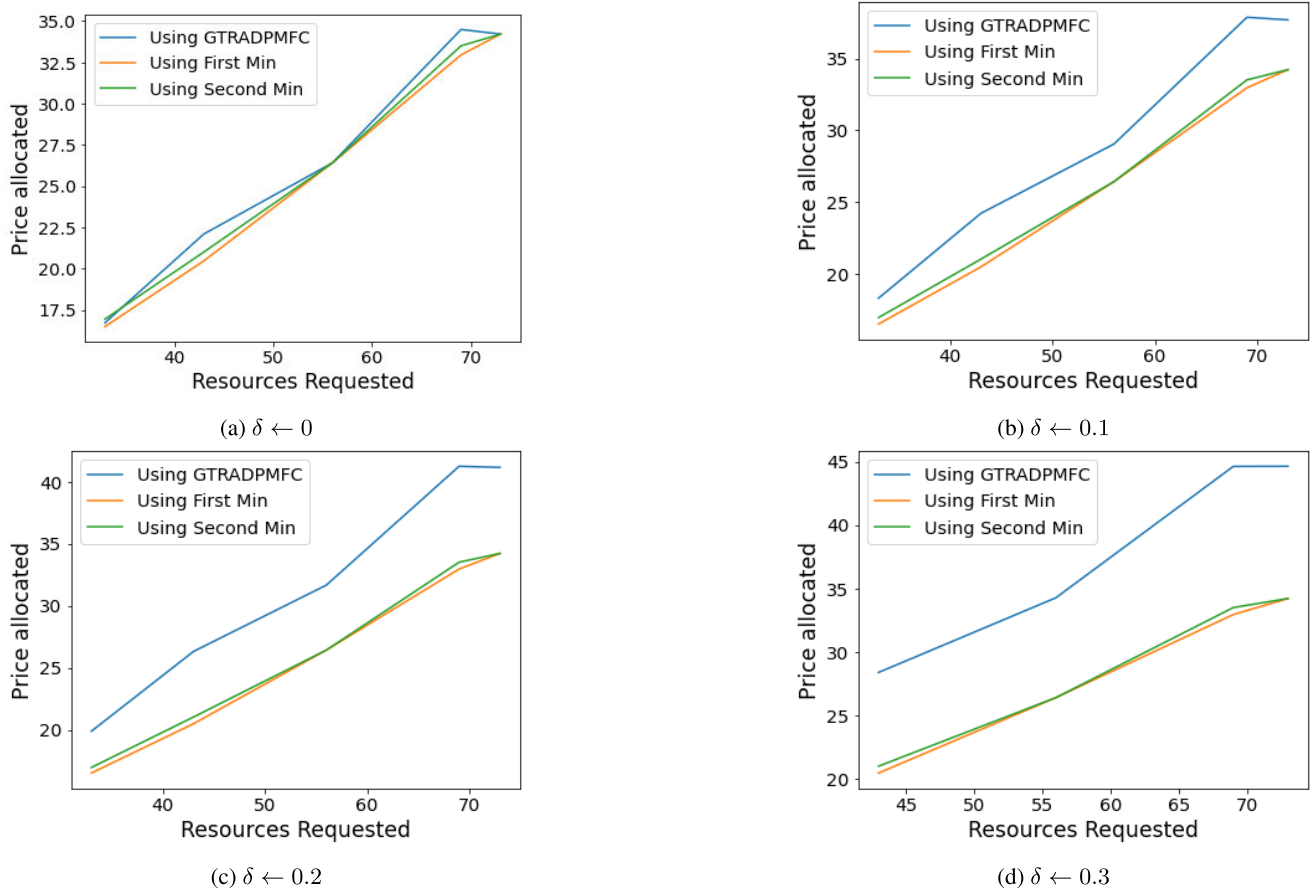 35.0
32.5
30.0
27.5
25.0
22.5
20.0
17.5
Price allocated
Using GTRADPMFC
Using First Min
Using Second Min
40 50 60 70
Resources Requested
(a) δ ← 0
35
30
25
20
Price allocated
Using GTRADPMFC
Using First Min
Using Second Min
40 50 60 70
Resources Requested
(b) δ ← 0.1
40
35
30
25
20
Price allocated
Using GTRADPMFC
Using First Min
Using Second Min
40 50 60 70
Resources Requested
(c) δ ← 0.2
45
40
35
30
25
20
Price allocated
Using GTRADPMFC
Using First Min
Using Second Min
45 50 55 60 65 70
Resources Requested
(d) δ ← 0.3